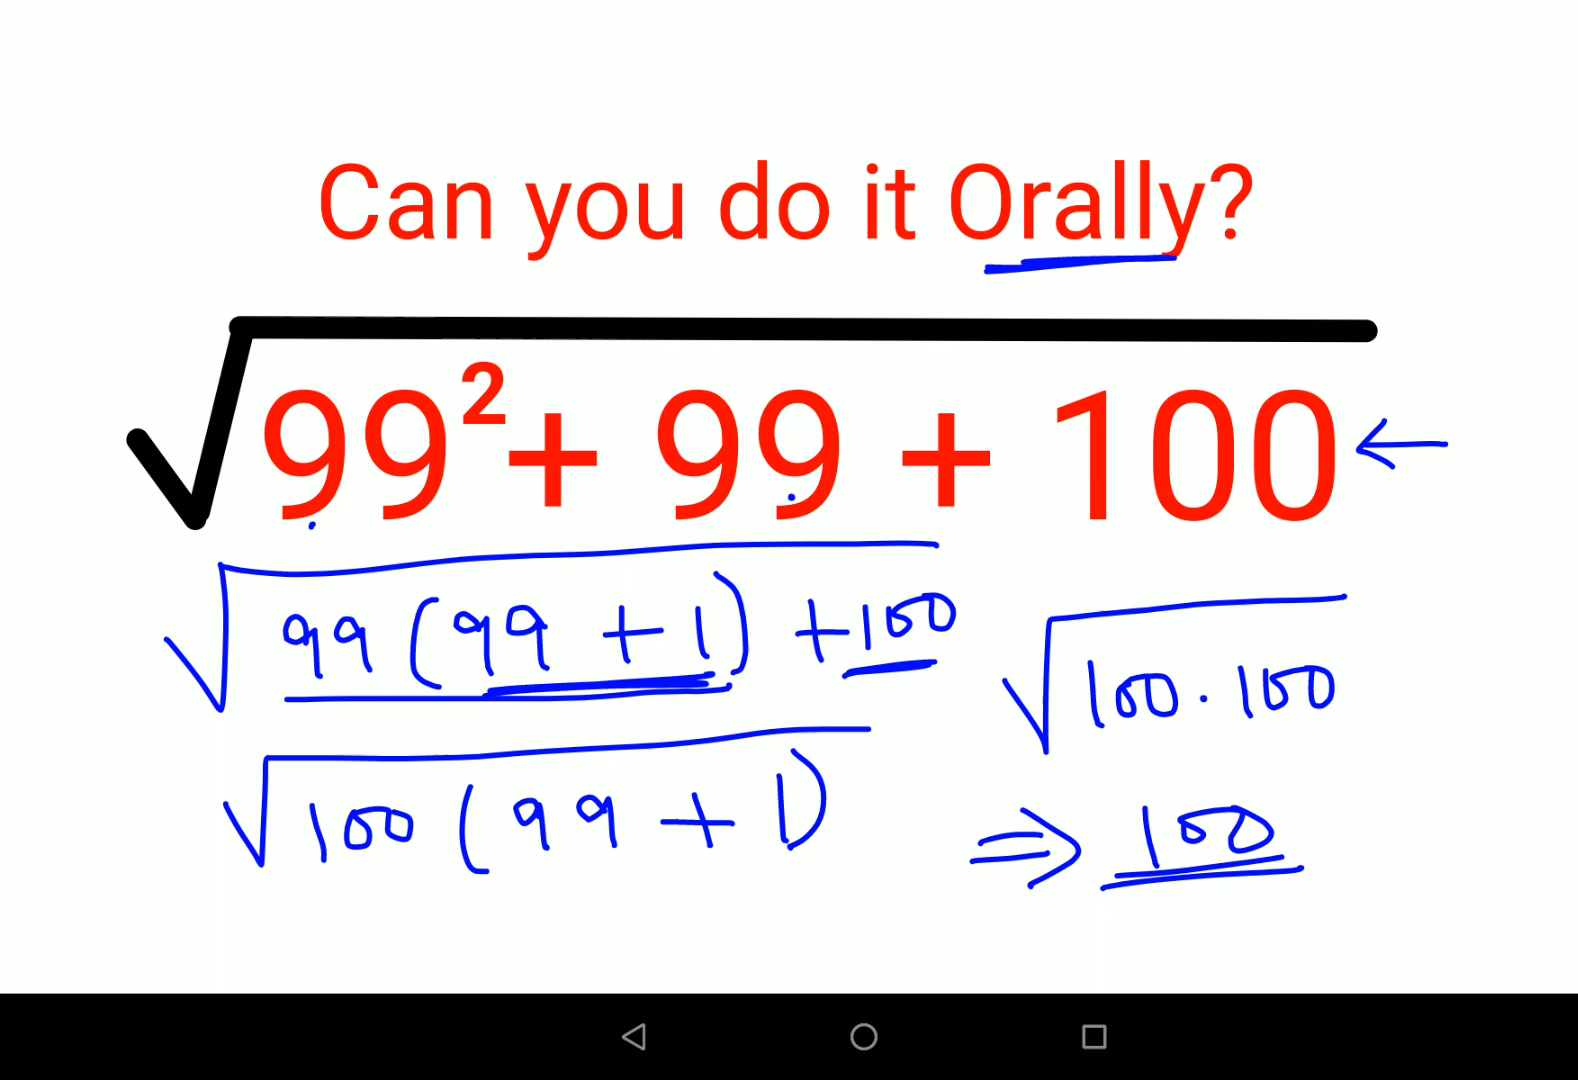 Can you do it Orally?
√99²+ 99 + 100
√99(99+1)+100
√100(99+1)
√100.100
⇒ 100